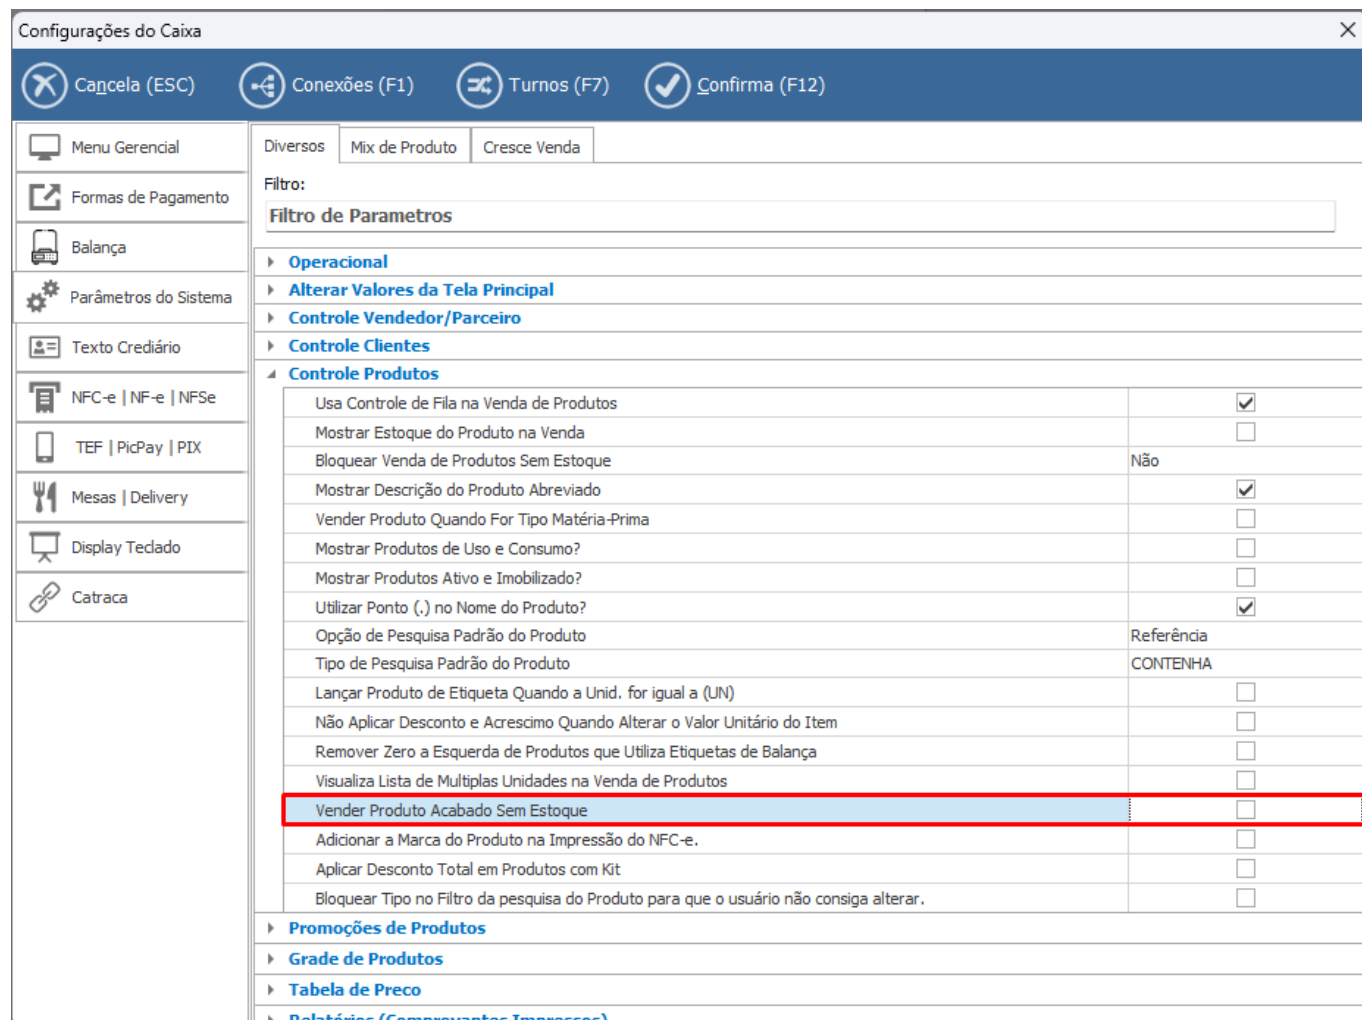 Configurações do Caixa
Cancela (ESC)
Conexões (F1)
Turnos (F7)
Confirma (F12)
Menu Gerencial
Formas de Pagamento
Balança
Parâmetros do Sistema
Texto Crediário
NFC-e | NF-e | NFSe
TEF | PicPay | PIX
Mesas | Delivery
Display Teclado
Catraca
Diversos
Mix de Produto
Cresce Venda
Filtro:
Filtro de Parametros
Operacional
Alterar Valores da Tela Principal
Controle Vendedor/Parceiro
Controle Clientes
Controle Produtos
Usa Controle de Fila na Venda de Produtos
Mostrar Estoque do Produto na Venda
Bloquear Venda de Produtos Sem Estoque Não
Mostrar Descrição do Produto Abreviado
Vender Produto Quando For Tipo Matéria-Prima
Mostrar Produtos de Uso e Consumo?
Mostrar Produtos Ativo e Imobilizado?
Utilizar Ponto (.) no Nome do Produto?
Opção de Pesquisa Padrão do Produto Referência
Tipo de Pesquisa Padrão do Produto CONTENHA
Lançar Produto de Etiqueta Quando a Unid. for igual a (UN)
Não Aplicar Desconto e Acrescimo Quando Alterar o Valor Unitário do Item
Remover Zero a Esquerda de Produtos que Utiliza Etiquetas de Balança
Visualiza Lista de Multiplas Unidades na Venda de Produtos
Vender Produto Acabado Sem Estoque
Adicionar a Marca do Produto na Impressão do NFC-e.
Aplicar Desconto Total em Produtos com Kit
Bloquear Tipo no Filtro da pesquisa do Produto para que o usuário não consiga alterar.
Promoções de Produtos
Grade de Produtos
Tabela de Preco
Relatórios (Comprovantes Impressos)